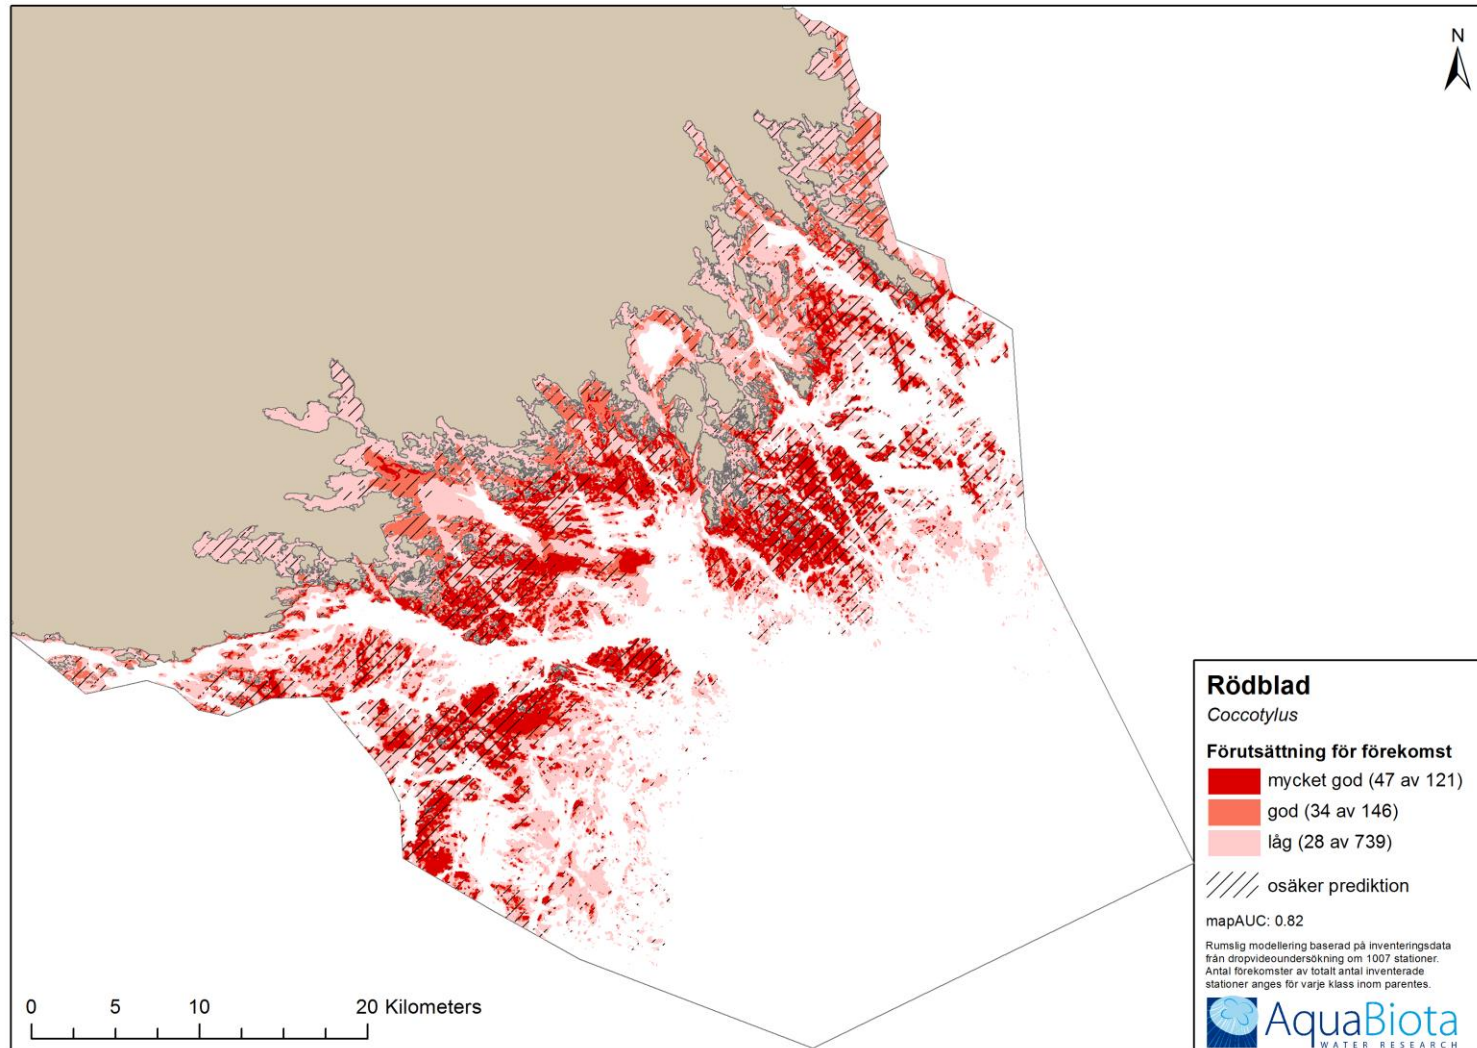 N
Rödblad
Coccotylus
Förutsättning för förekomst
mycket god (47 av 121)
god (34 av 146)
låg (28 av 739)
osäker prediktion
mapAUC: 0.82
Rumslig modellering baserad på inventeringsdata
från dropvideoundersökning om 1007 stationer.
Antal förekomster av totalt antal inventerade
stationer anges för varje klass inom parentes.
AquaBiota
WATER RESEARCH
0 5 10 20 Kilometers